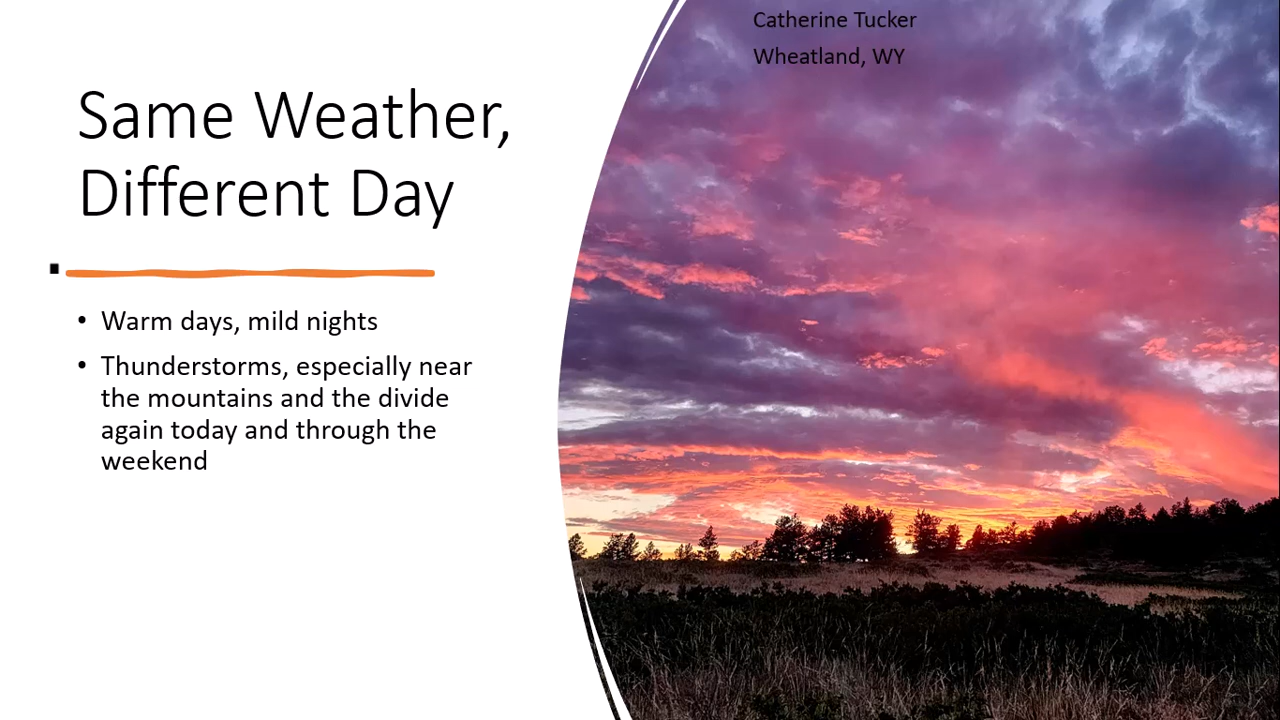 Catherine Tucker
Wheatland, WY
Same Weather,
Different Day
• Warm days, mild nights
• Thunderstorms, especially near
the mountains and the divide
again today and through the
weekend